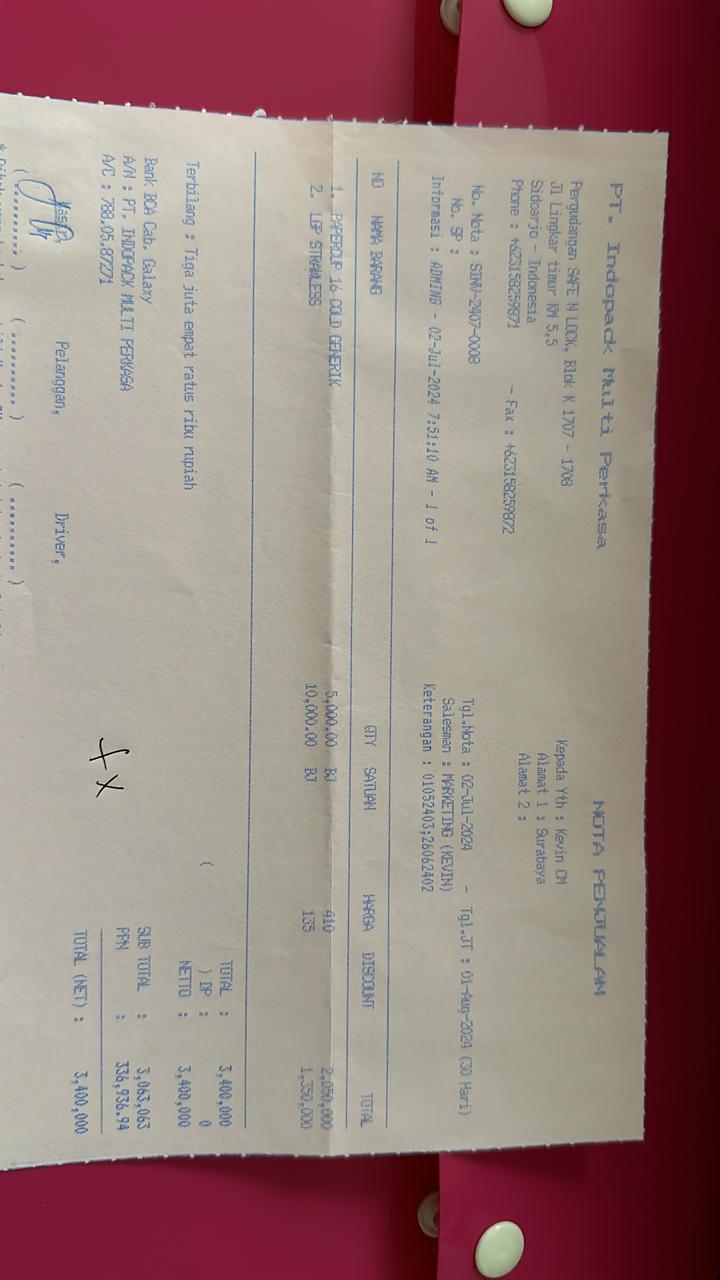 PT. Indopack Multi Perkasa
NOTA PENJUALAN
Pergudangan SAFE N LOCK, Blok K 1707 - 1708
Jl Lingkar timur KM 5,5
Sidoarjo - Indonesia
Phone : +623158259871 - Fax : +623158259872
Kepada Yth : Kevin CM
Alamat 1 : Surabaya
Alamat 2 :
No. Nota : SINV-2407-0008
No. SP :
Informasi : ADMING - 02-Jul-2024 7:51:10 AM - 1 of 1
Tgl.Nota : 02-Jul-2024 - Tgl.JT : 01-Aug-2024 (30 Hari)
Salesman : MARKETING (KEVIN)
Keterangan : 01052403;26062402
NO NAMA BARANG QTY SATUAN HARGA DISCOUNT TOTAL
1. PAPERCUP 16 COLD GENERIK 5,000.00 BJ 410 2,050,000
2. LGP STRAWLESS 10,000.00 BJ 135 1,350,000
TOTAL : 3,400,000
( ) DP : 0
NETTO : 3,400,000
Terbilang : Tiga juta empat ratus ribu rupiah
Bank BCA Cab. Galaxy
A/N : PT. INDOPACK MULTI PERKASA
A/C : 788.05.87271
SUB TOTAL : 3,063,063
PPN : 336,936.94
TOTAL (NET) : 3,400,000
Kasir, Pelanggan, Driver,
(..........) (..........) (..........)